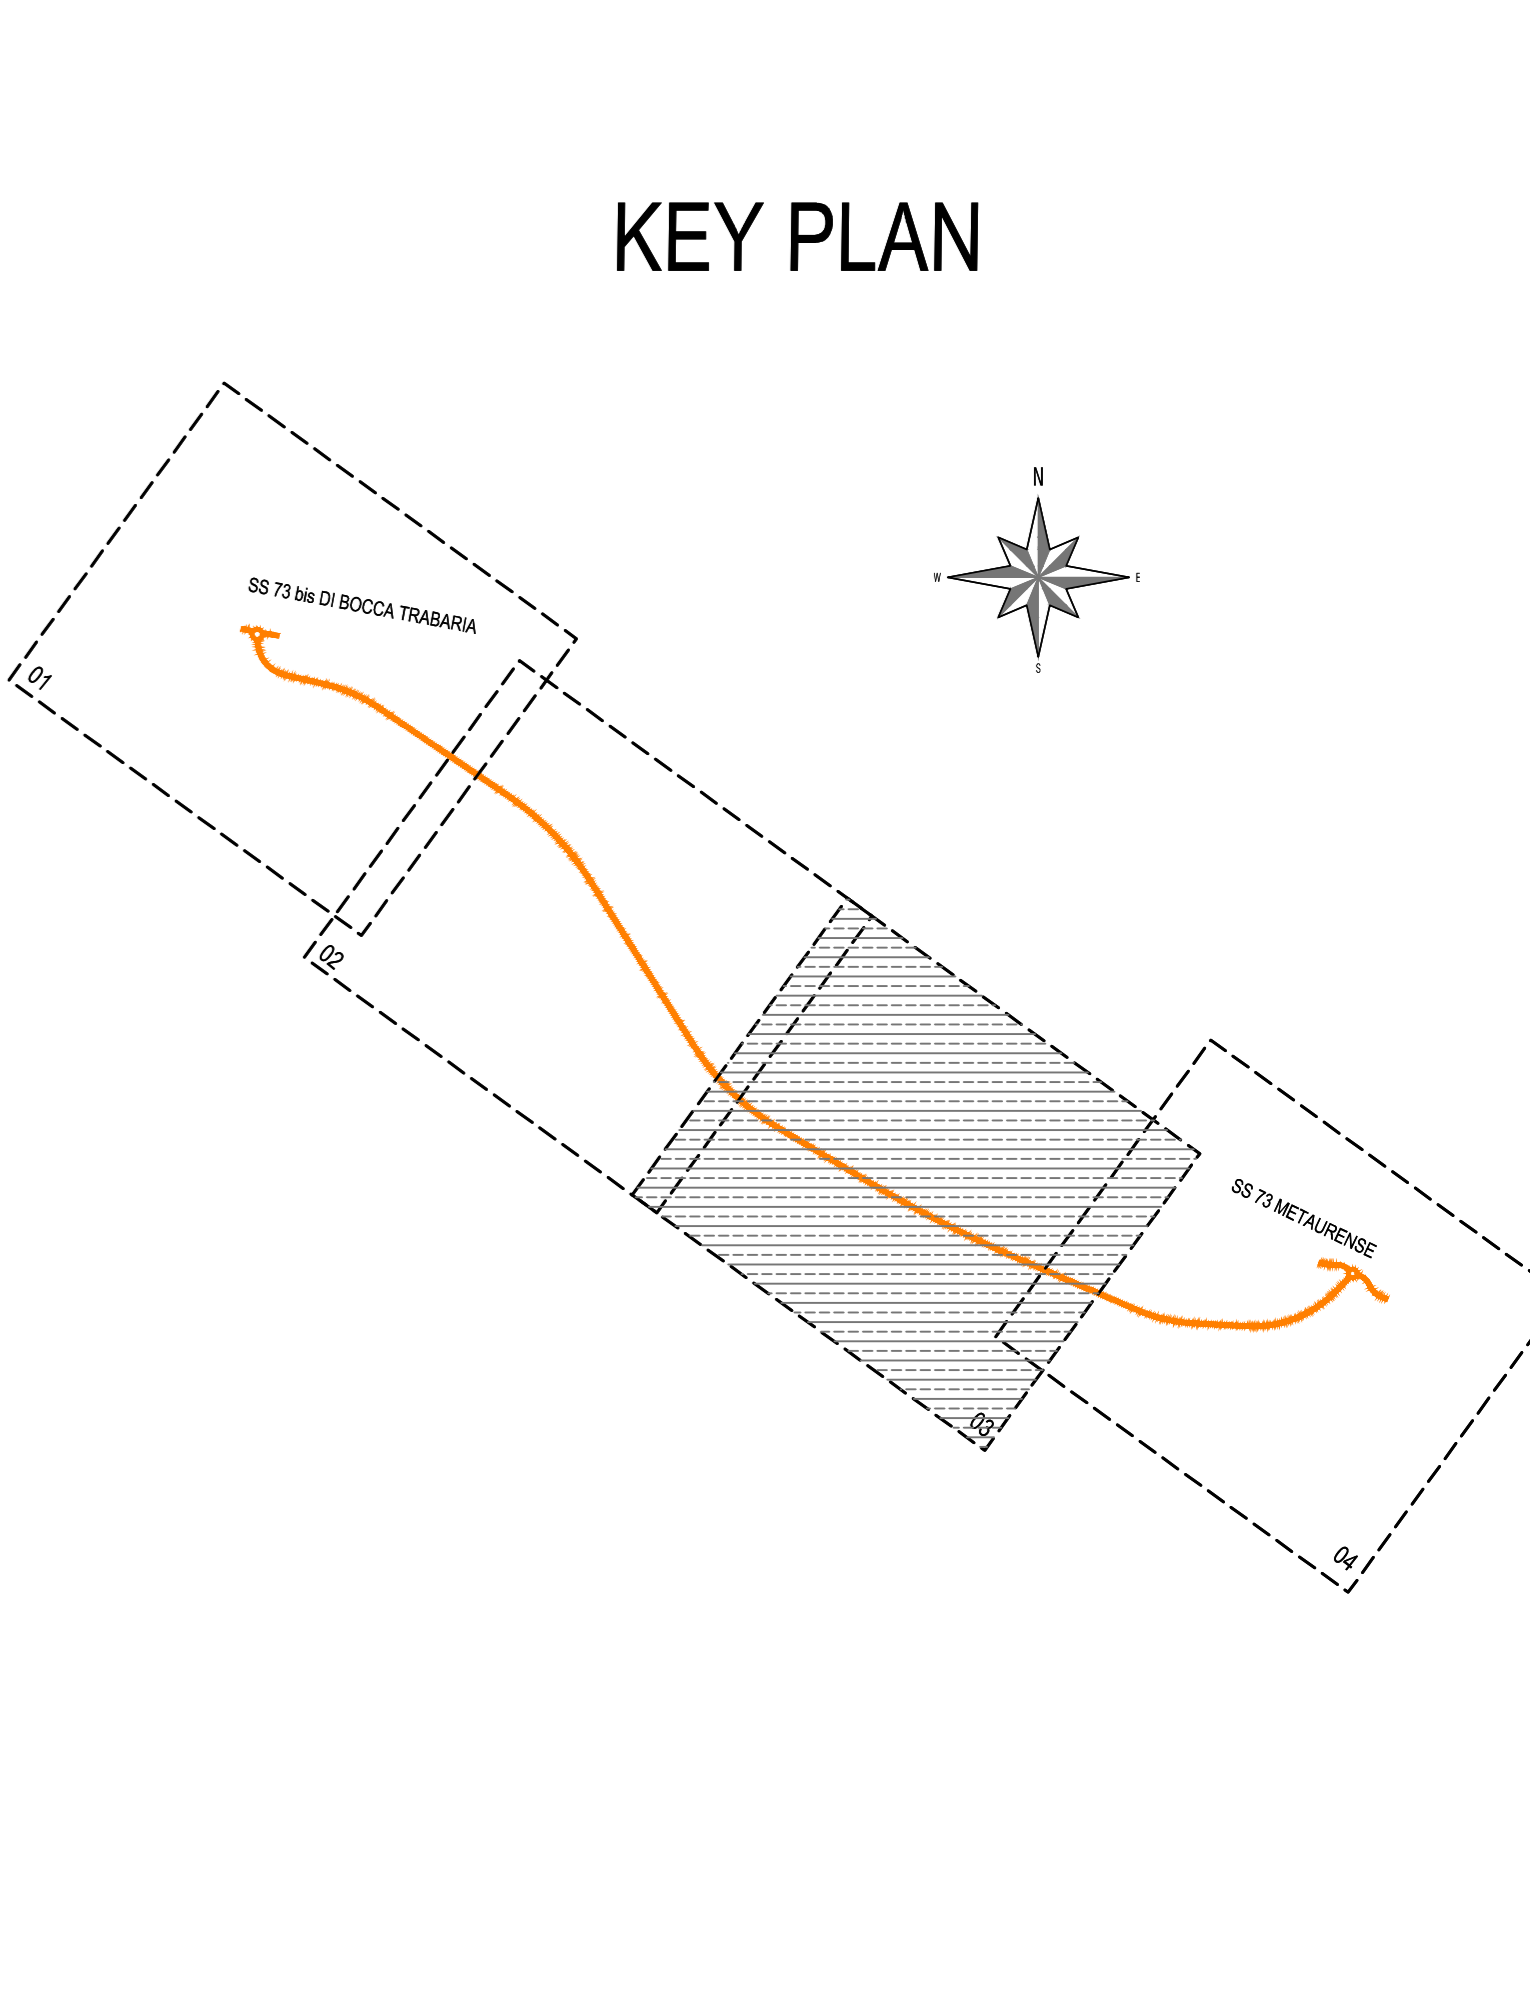 KEY PLAN
N
W
E
S
SS 73 bis DI BOCCA TRABARIA
01
02
SS 73 METAURENSE
03
04